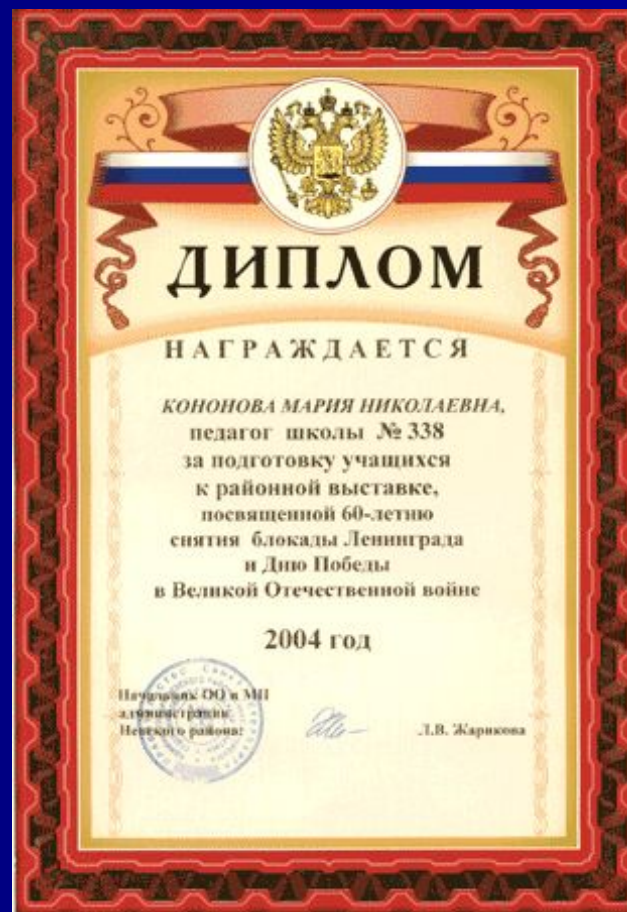 ДИПЛОМ
НАГРАЖДАЕТСЯ
КОНОНОВА МАРИЯ НИКОЛАЕВНА,
педагог школы № 338
за подготовку учащихся
к районной выставке,
посвященной 60-летию
снятия блокады Ленинграда
и Дню Победы
в Великой Отечественной войне
2004 год
Начальник ОО и МП
администрации
Невского района:
Л.В. Жарикова